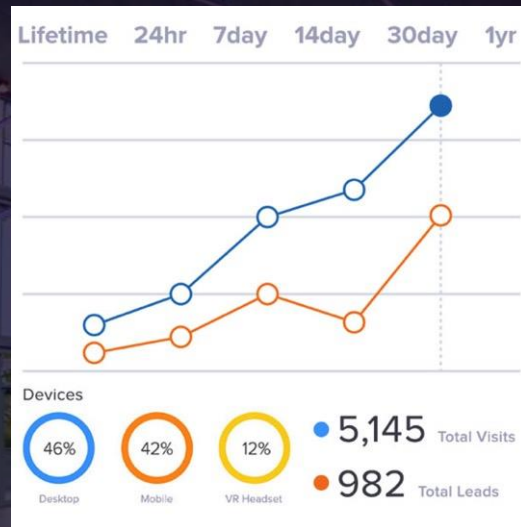 Lifetime 24hr 7day 14day 30day 1yr
Devices
46% 42% 12%
Desktop Mobile VR Headset
5,145 Total Visits
982 Total Leads